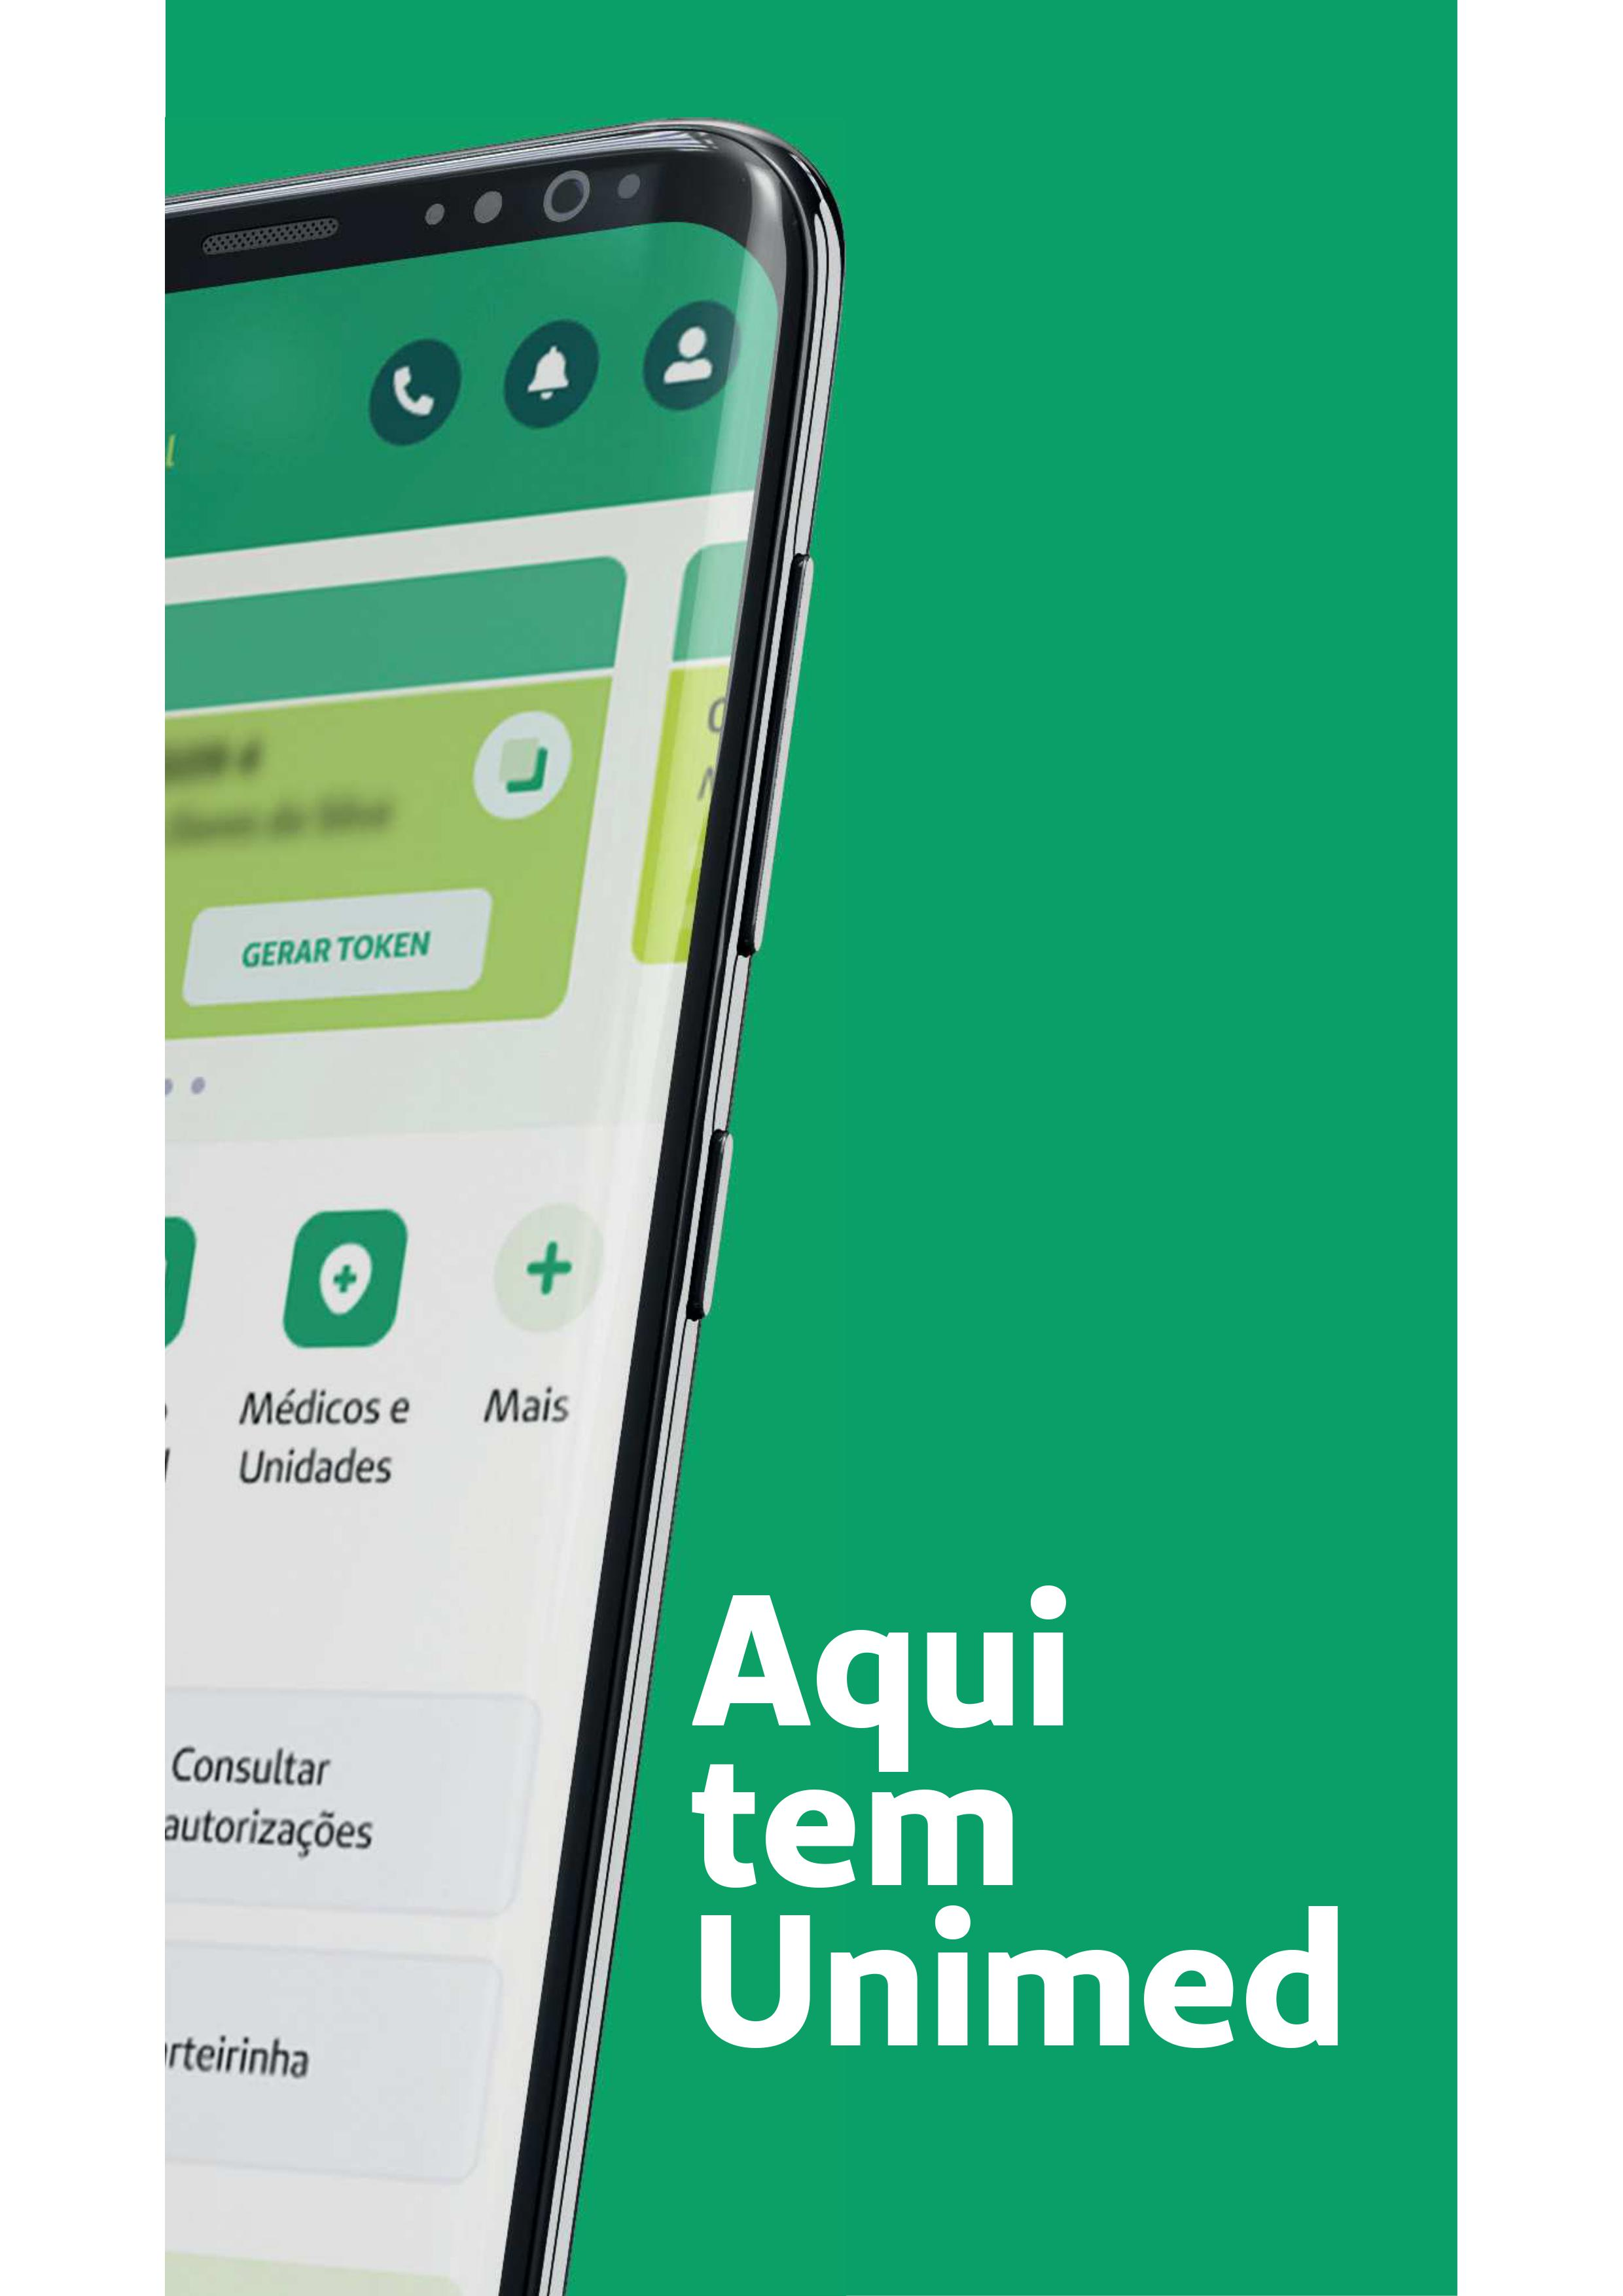 GERAR TOKEN
Médicos e
Unidades
Mais
Consultar
autorizações
rteirinha
Aqui
tem
Unimed